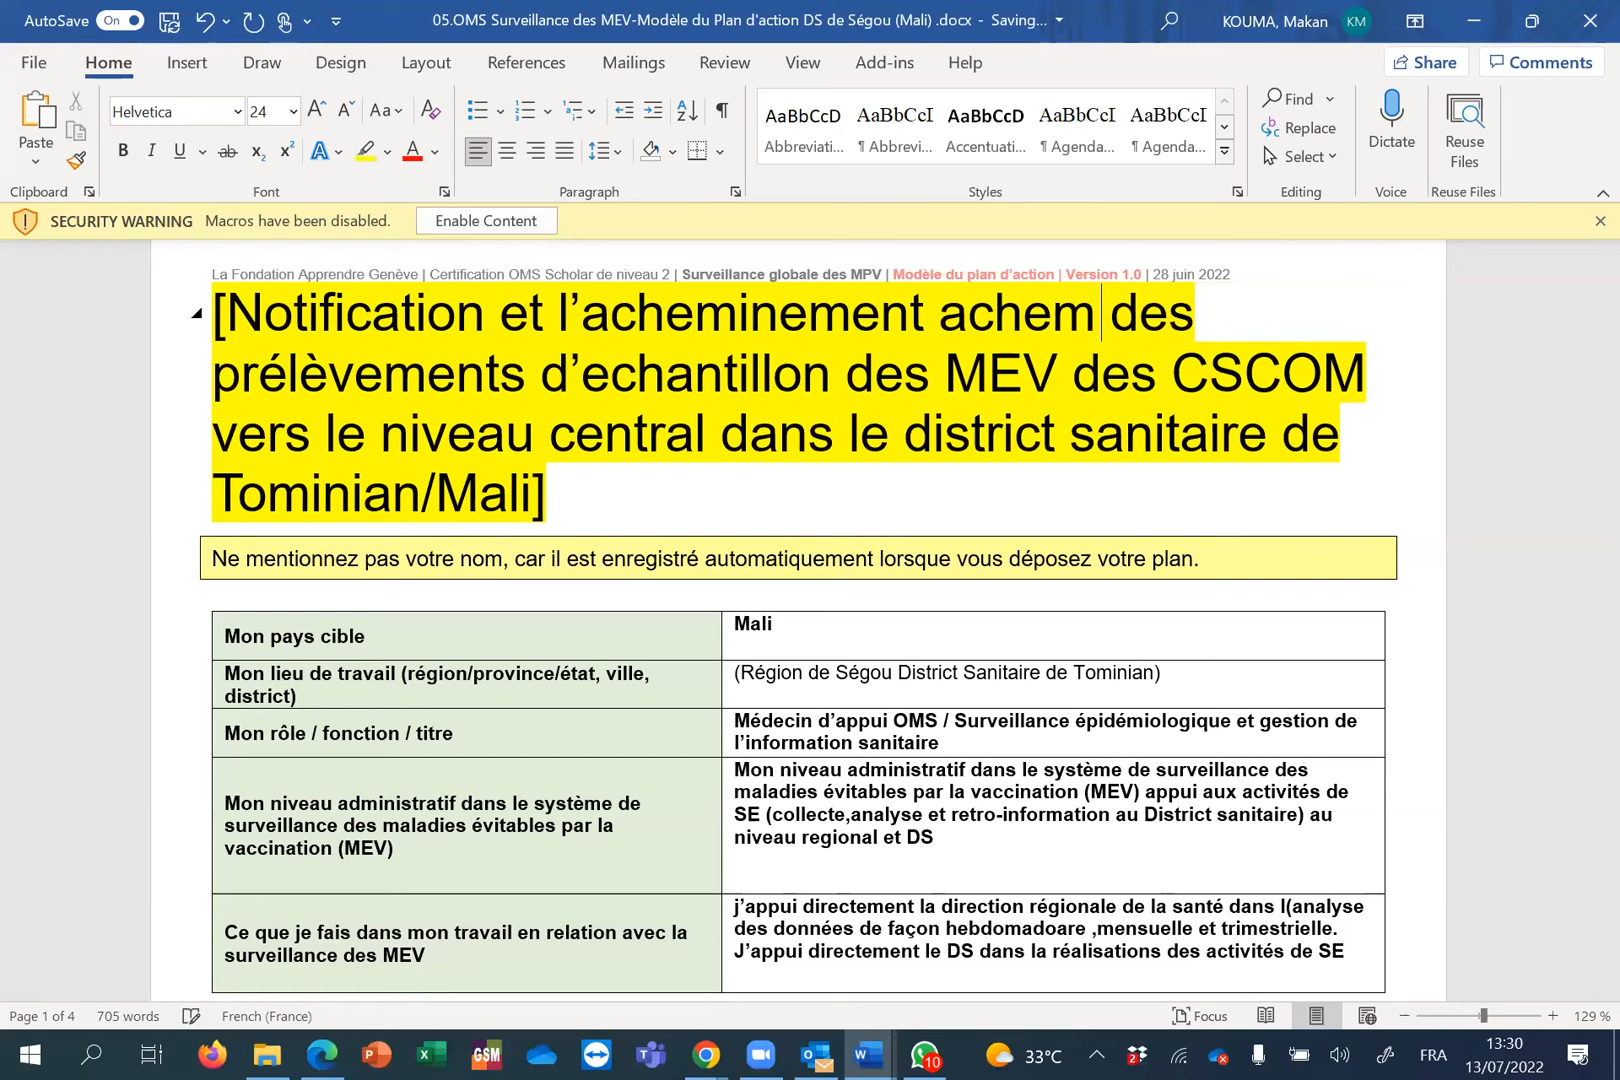 AutoSave On 05.OMS Surveillance des MEV-Modèle du Plan d'action DS de Ségou (Mali) .docx - Saving... KOUMA, Makan KM
File Home Insert Draw Design Layout References Mailings Review View Add-ins Help Share Comments
Helvetica 24 Aa
AaBbCcD AaBbCcI AaBbCcD AaBbCcI AaBbCcI
Abbreviati... ¶ Abbrevi... Accentuati... ¶ Agenda... ¶ Agenda...
Paste
Find
Replace
Select
Dictate
Reuse
Files
Clipboard Font Paragraph Styles Editing Voice Reuse Files
SECURITY WARNING Macros have been disabled. Enable Content
La Fondation Apprendre Genève | Certification OMS Scholar de niveau 2 | Surveillance globale des MPV | Modèle du plan d'action | Version 1.0 | 28 juin 2022
[Notification et l'acheminement achem des
prélèvements d'echantillon des MEV des CSCOM
vers le niveau central dans le district sanitaire de
Tominian/Mali]
Ne mentionnez pas votre nom, car il est enregistré automatiquement lorsque vous déposez votre plan.
Mon pays cible
Mali
Mon lieu de travail (région/province/état, ville,
district)
(Région de Ségou District Sanitaire de Tominian)
Mon rôle / fonction / titre
Médecin d'appui OMS / Surveillance épidémiologique et gestion de
l'information sanitaire
Mon niveau administratif dans le système de
surveillance des maladies évitables par la
vaccination (MEV)
Mon niveau administratif dans le système de surveillance des
maladies évitables par la vaccination (MEV) appui aux activités de
SE (collecte,analyse et retro-information au District sanitaire) au
niveau regional et DS
Ce que je fais dans mon travail en relation avec la
surveillance des MEV
j'appui directement la direction régionale de la santé dans l(analyse
des données de façon hebdomadoare ,mensuelle et trimestrielle.
J'appui directement le DS dans la réalisations des activités de SE
Page 1 of 4 705 words French (France) Focus 129 %
GSM 10 33°C 2 FRA 13:30
13/07/2022